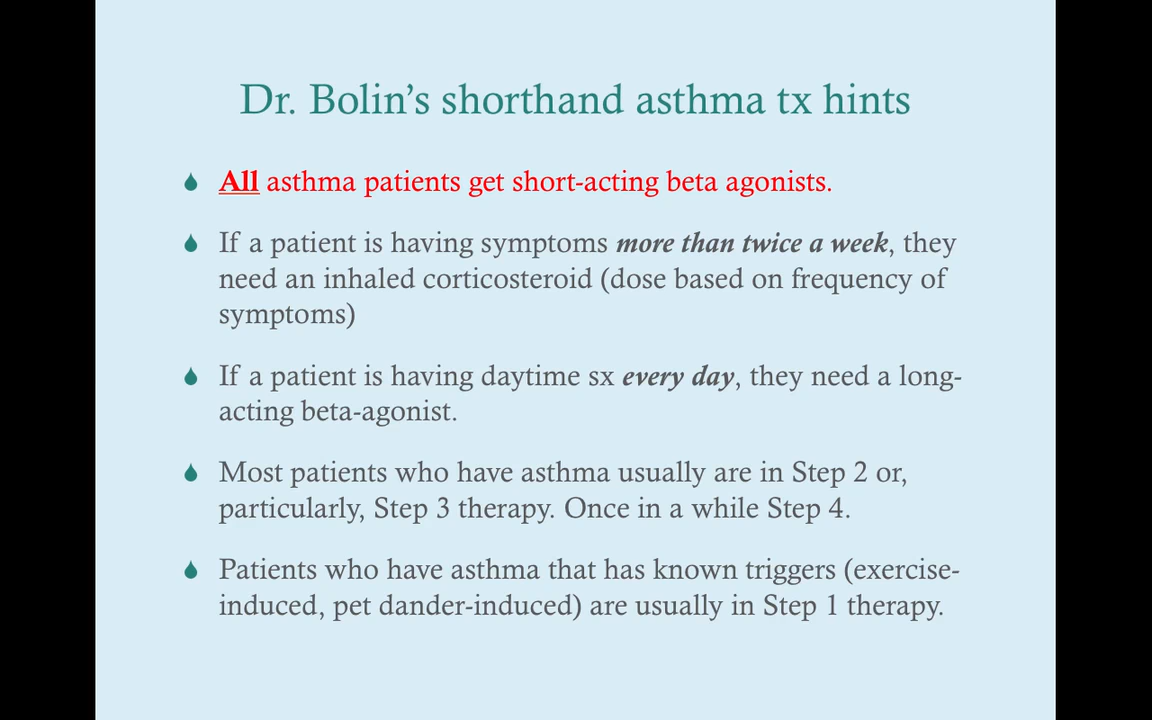 Dr. Bolin’s shorthand asthma tx hints
All asthma patients get short-acting beta agonists.
If a patient is having symptoms more than twice a week, they
need an inhaled corticosteroid (dose based on frequency of
symptoms)
If a patient is having daytime sx every day, they need a long-
acting beta-agonist.
Most patients who have asthma usually are in Step 2 or,
particularly, Step 3 therapy. Once in a while Step 4.
Patients who have asthma that has known triggers (exercise-
induced, pet dander-induced) are usually in Step 1 therapy.